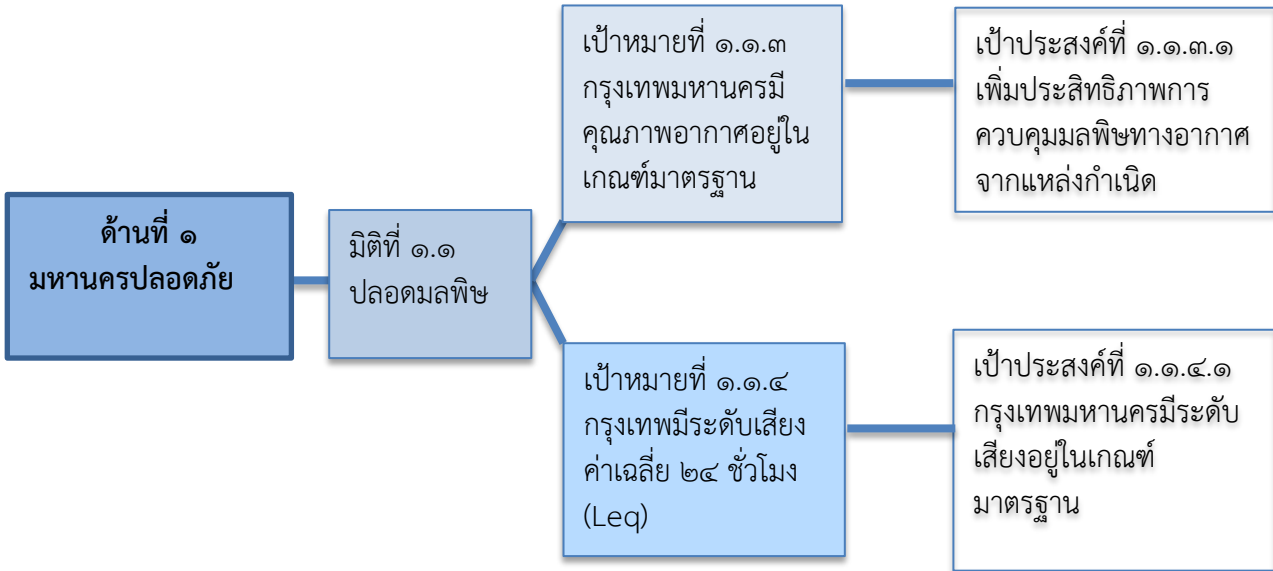 ด้านที่ ๑
มหานครปลอดภัย
มิติที่ ๑.๑
ปลอดมลพิษ
เป้าหมายที่ ๑.๑.๓
กรุงเทพมหานครมี
คุณภาพอากาศอยู่ใน
เกณฑ์มาตรฐาน
เป้าประสงค์ที่ ๑.๑.๓.๑
เพิ่มประสิทธิภาพการ
ควบคุมมลพิษทางอากาศ
จากแหล่งกำเนิด
เป้าหมายที่ ๑.๑.๔
กรุงเทพมีระดับเสียง
ค่าเฉลี่ย ๒๔ ชั่วโมง
(Leq)
เป้าประสงค์ที่ ๑.๑.๔.๑
กรุงเทพมหานครมีระดับ
เสียงอยู่ในเกณฑ์
มาตรฐาน